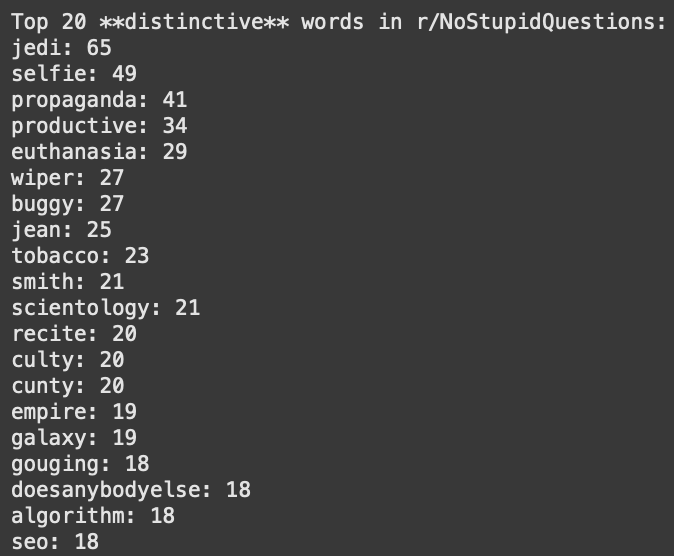 Top 20 **distinctive** words in r/NoStupidQuestions:
jedi: 65
selfie: 49
propaganda: 41
productive: 34
euthanasia: 29
wiper: 27
buggy: 27
jean: 25
tobacco: 23
smith: 21
scientology: 21
recite: 20
culty: 20
cunty: 20
empire: 19
galaxy: 19
gouging: 18
doesanybodyelse: 18
algorithm: 18
seo: 18